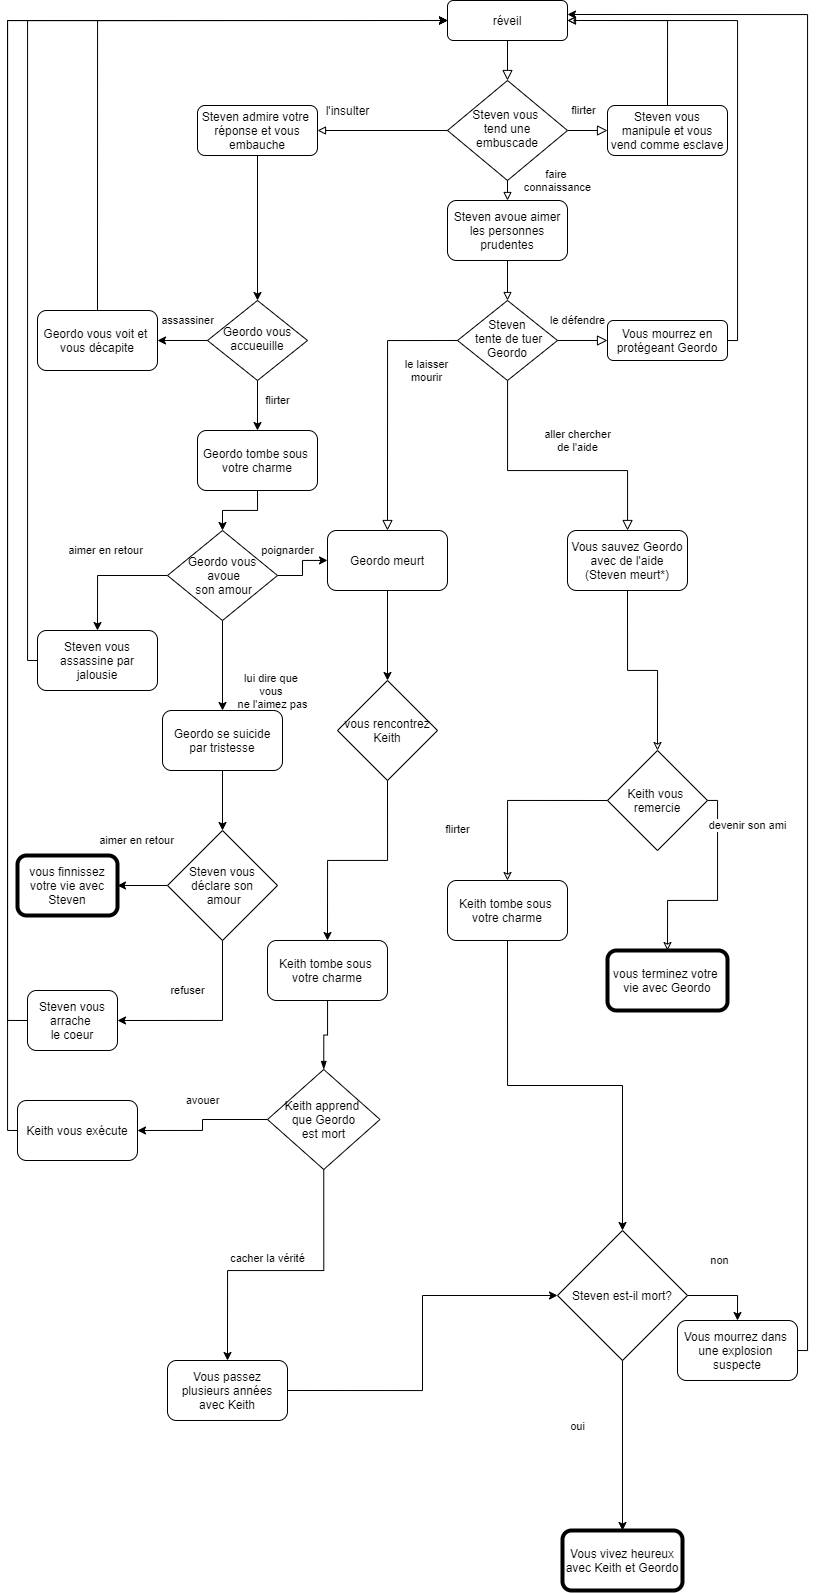 réveil
Steven vous
tend une
embuscade
l'insulter
flirter
Steven admire votre
réponse et vous
embauche
Steven vous
manipule et vous
vend comme esclave
faire
connaissance
Steven avoue aimer
les personnes
prudentes
Geordo vous voit et
vous décapite
assassiner
Geordo vous
accueuille
Steven
tente de tuer
Geordo
le défendre
Vous mourrez en
protégeant Geordo
le laisser
mourir
flirter
Geordo tombe sous
votre charme
aller chercher
de l'aide
aimer en retour
Geordo vous
avoue
son amour
poignarder
Geordo meurt
Vous sauvez Geordo
avec de l'aide
(Steven meurt*)
Steven vous
assassine par
jalousie
lui dire que
vous
ne l'aimez pas
Geordo se suicide
par tristesse
vous rencontrez
Keith
Keith vous
remercie
flirter
devenir son ami
aimer en retour
vous finnissez
votre vie avec
Steven
Steven vous
déclare son
amour
Keith tombe sous
votre charme
Keith tombe sous
votre charme
vous terminez votre
vie avec Geordo
refuser
Steven vous
arrache
le coeur
avouer
Keith vous exécute
Keith apprend
que Geordo
est mort
cacher la vérité
Steven est-il mort?
non
Vous mourrez dans
une explosion
suspecte
Vous passez
plusieurs années
avec Keith
oui
Vous vivez heureux
avec Keith et Geordo